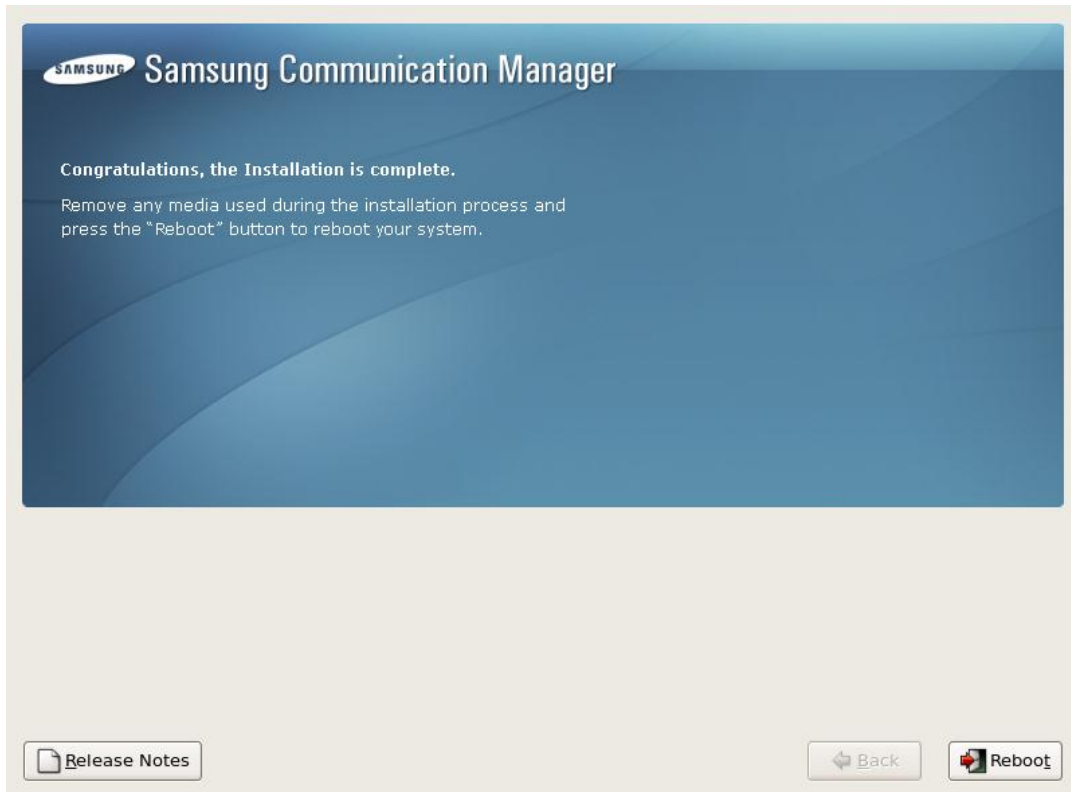 SAMSUNG Samsung Communication Manager
Congratulations, the Installation is complete.
Remove any media used during the installation process and
press the "Reboot" button to reboot your system.
Release Notes
Back
Reboot